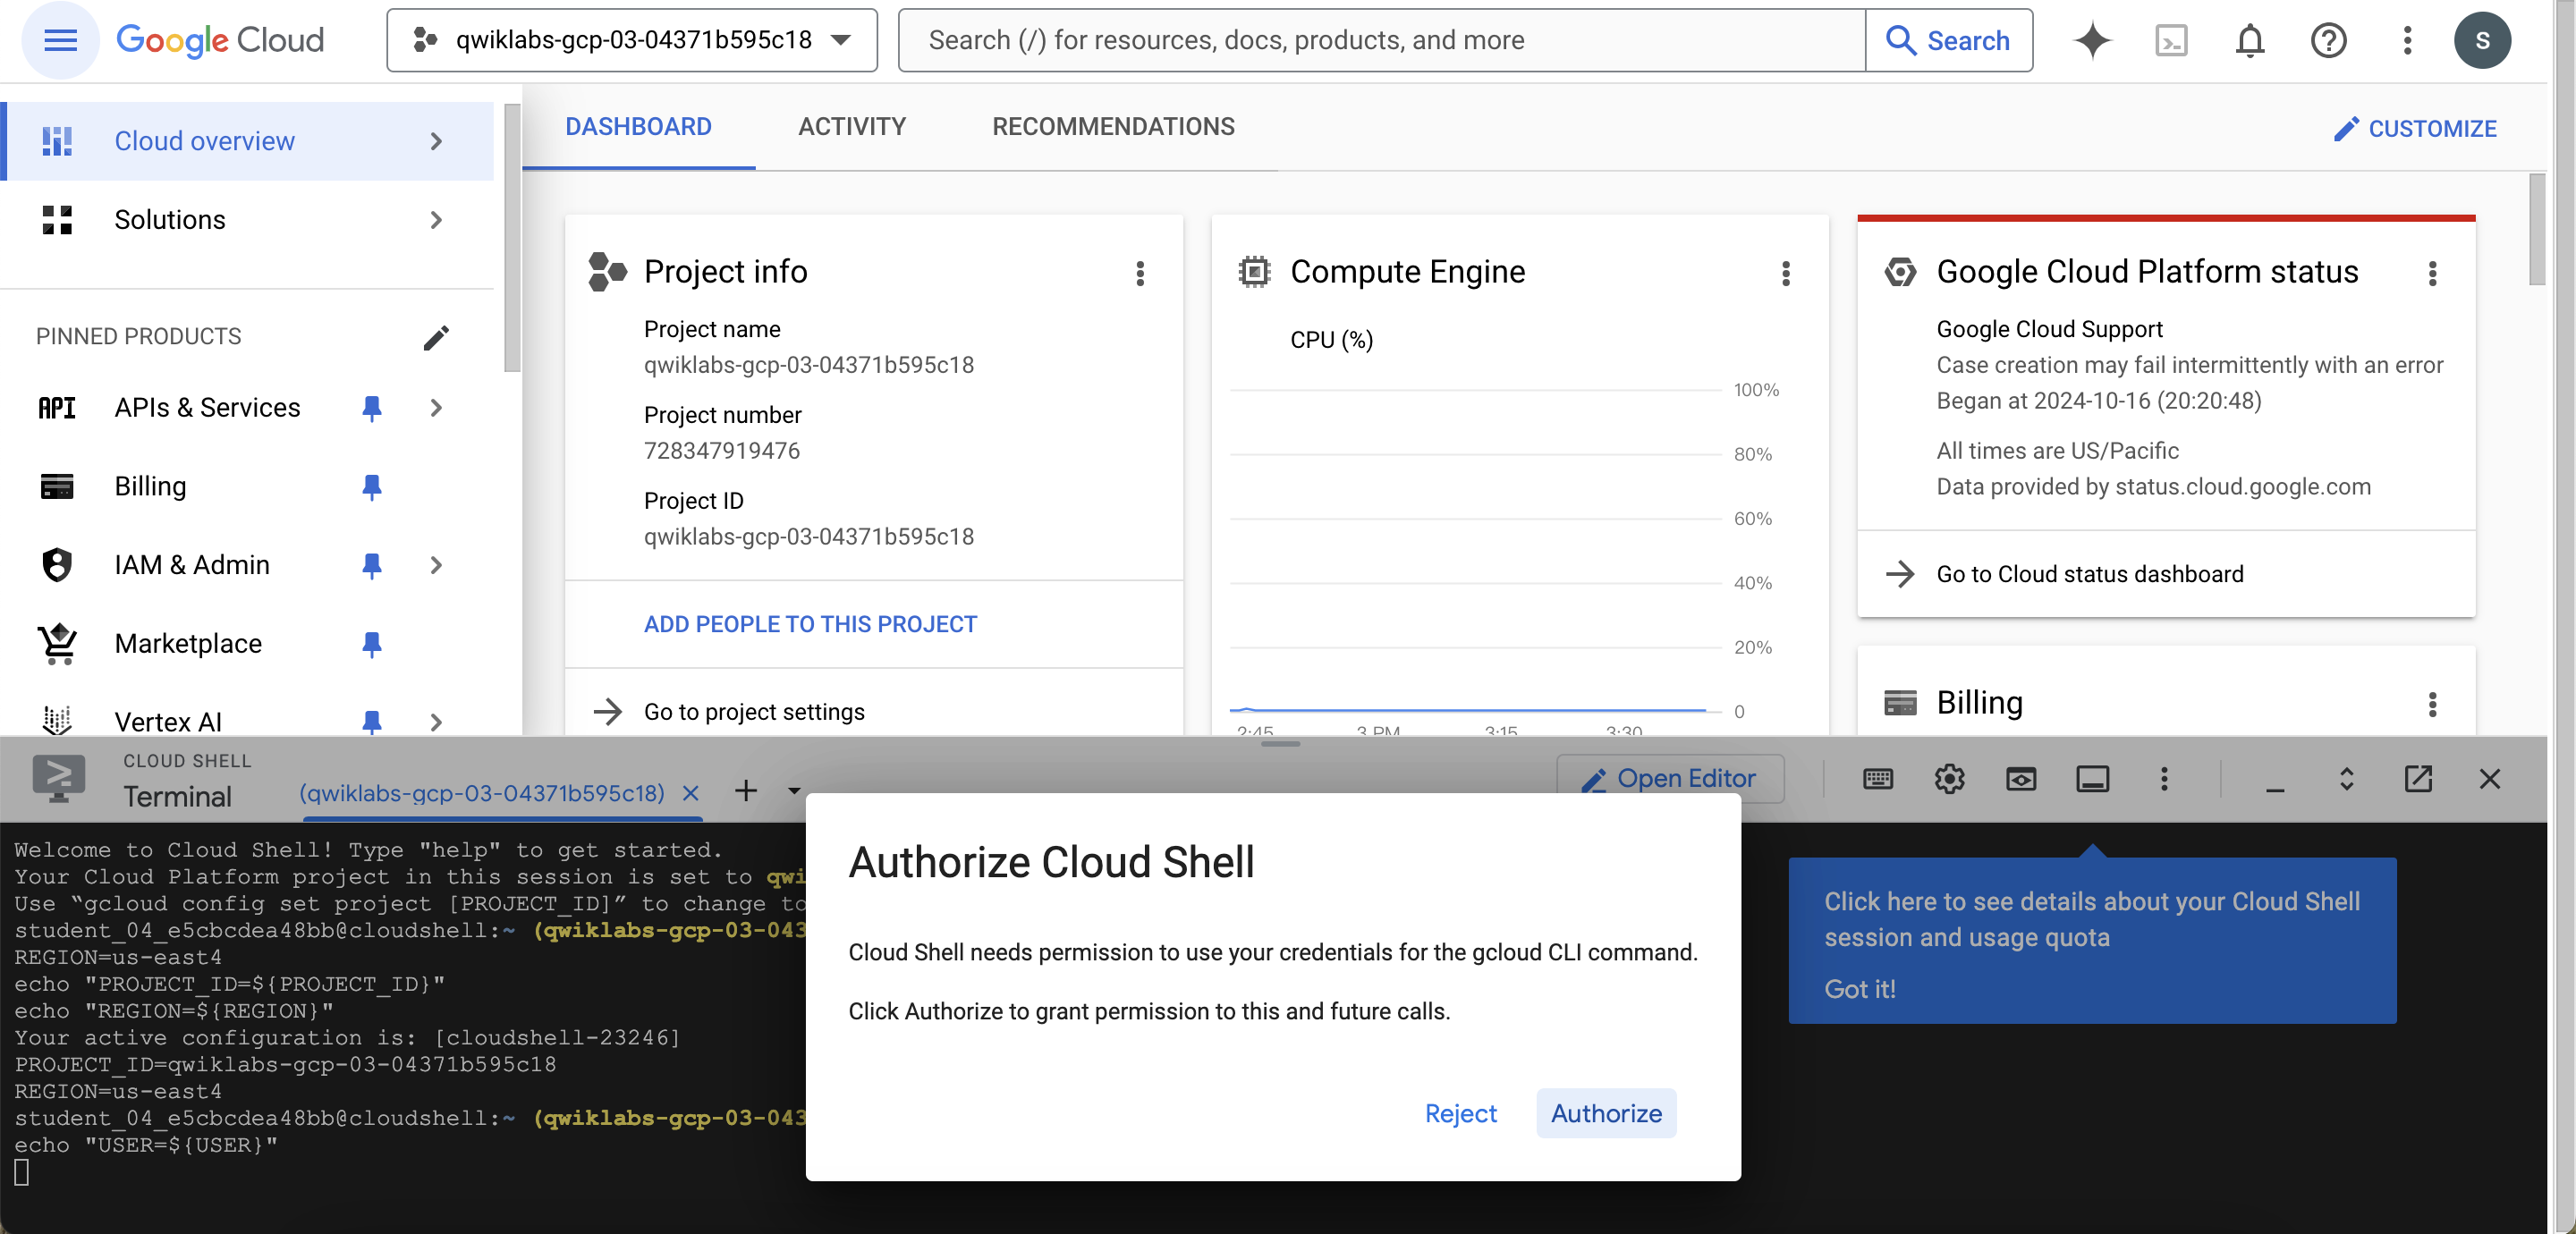 Google Cloud
qwiklabs-gcp-03-04371b595c18
Search (/) for resources, docs, products, and more
Search
S
Cloud overview
Solutions
PINNED PRODUCTS
API
APIs & Services
Billing
IAM & Admin
Marketplace
Vertex AI
DASHBOARD
ACTIVITY
RECOMMENDATIONS
CUSTOMIZE
Project info
Project name
qwiklabs-gcp-03-04371b595c18
Project number
728347919476
Project ID
qwiklabs-gcp-03-04371b595c18
ADD PEOPLE TO THIS PROJECT
Go to project settings
Compute Engine
CPU (%)
100%
80%
60%
40%
20%
0
2:45
3 PM
3:15
3:30
Google Cloud Platform status
Google Cloud Support
Case creation may fail intermittently with an error
Began at 2024-10-16 (20:20:48)
All times are US/Pacific
Data provided by status.cloud.google.com
Go to Cloud status dashboard
Billing
CLOUD SHELL
Terminal
(qwiklabs-gcp-03-04371b595c18)
Open Editor
Welcome to Cloud Shell! Type "help" to get started.
Your Cloud Platform project in this session is set to qwi
Use “gcloud config set project [PROJECT_ID]” to change to
student_04_e5cbcdea48bb@cloudshell:~ (qwiklabs-gcp-03-043
REGION=us-east4
echo "PROJECT_ID=${PROJECT_ID}"
echo "REGION=${REGION}"
Your active configuration is: [cloudshell-23246]
PROJECT_ID=qwiklabs-gcp-03-04371b595c18
REGION=us-east4
student_04_e5cbcdea48bb@cloudshell:~ (qwiklabs-gcp-03-043
echo "USER=${USER}"
Authorize Cloud Shell
Cloud Shell needs permission to use your credentials for the gcloud CLI command.
Click Authorize to grant permission to this and future calls.
Reject
Authorize
Click here to see details about your Cloud Shell
session and usage quota
Got it!